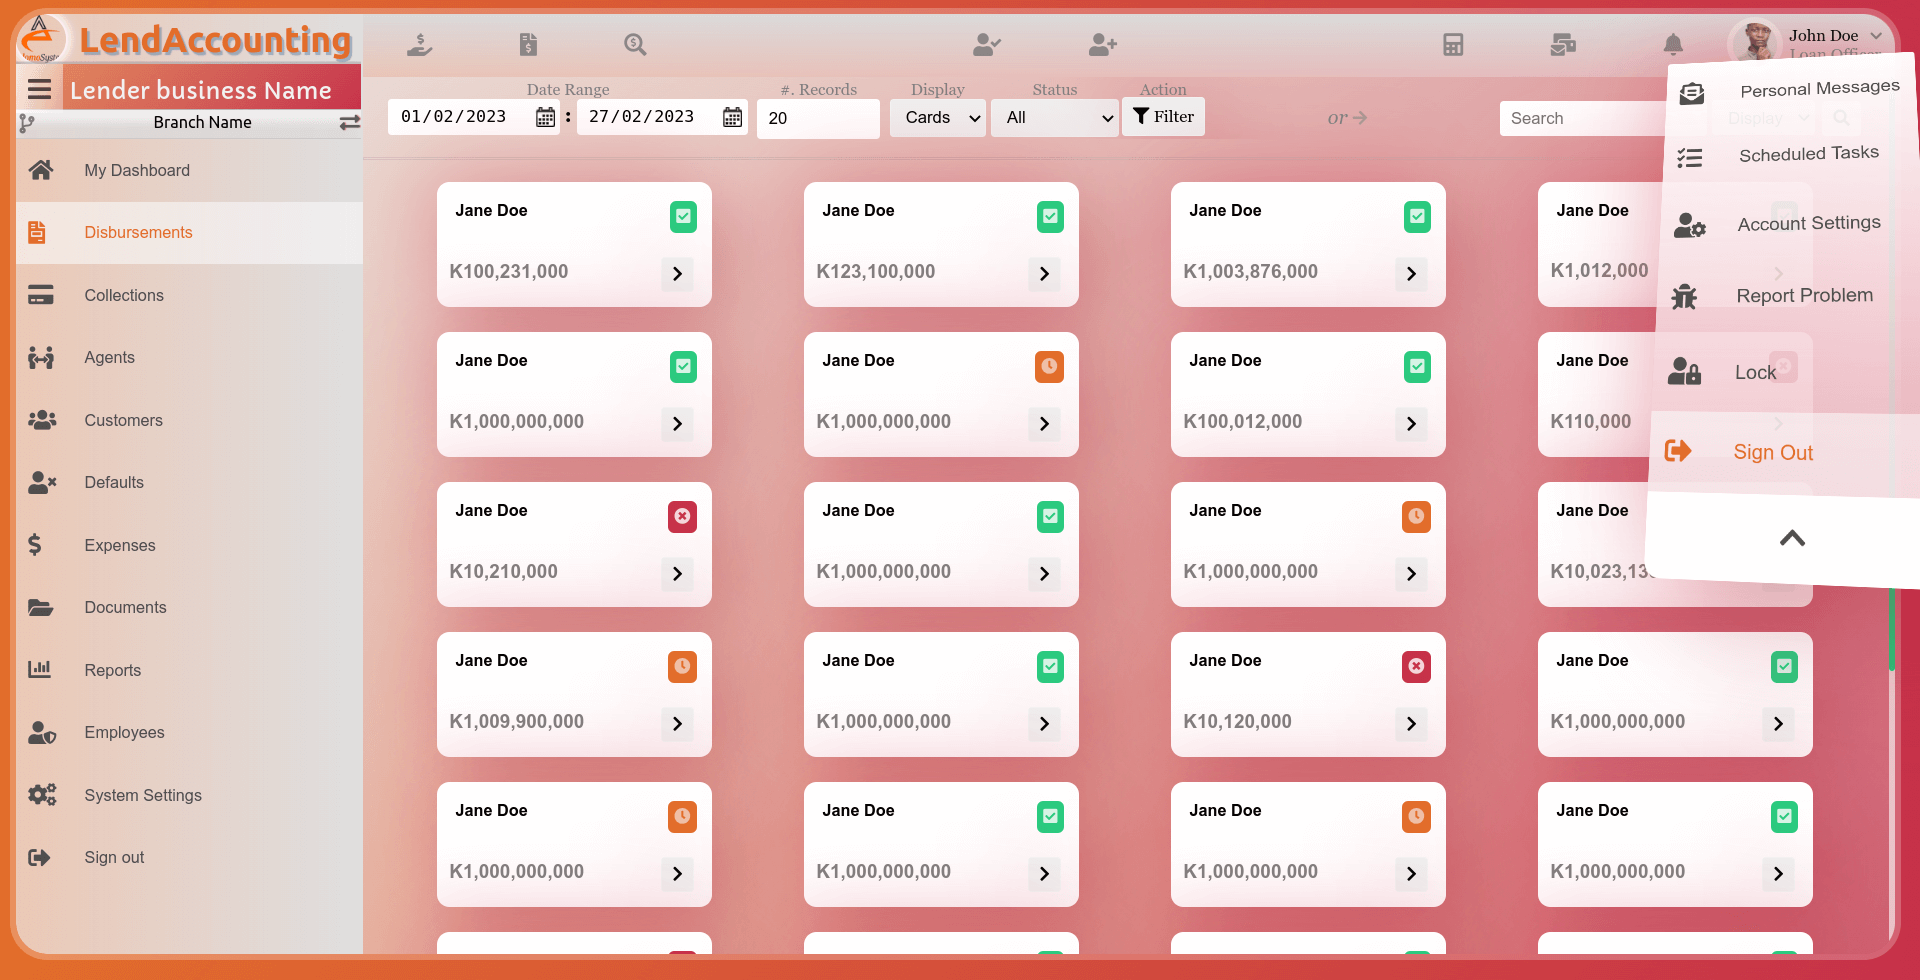 LendAccounting
Lender business Name
Branch Name
My Dashboard
Disbursements
Collections
Agents
Customers
Defaults
Expenses
Documents
Reports
Employees
System Settings
Sign out
John Doe
Loan Officer
Date Range
#. Records
Display
Status
Action
01/02/2023 : 27/02/2023
20
Cards
All
Filter
or
Search
Display
Personal Messages
Scheduled Tasks
Account Settings
Report Problem
Lock
Sign Out
Jane Doe
K100,231,000
Jane Doe
K123,100,000
Jane Doe
K1,003,876,000
Jane Doe
K1,012,000
Jane Doe
K1,000,000,000
Jane Doe
K1,000,000,000
Jane Doe
K100,012,000
Jane Doe
K110,000
Jane Doe
K10,210,000
Jane Doe
K1,000,000,000
Jane Doe
K1,000,000,000
Jane Doe
K10,023,13
Jane Doe
K1,009,900,000
Jane Doe
K1,000,000,000
Jane Doe
K10,120,000
Jane Doe
K1,000,000,000
Jane Doe
K1,000,000,000
Jane Doe
K1,000,000,000
Jane Doe
K1,000,000,000
Jane Doe
K1,000,000,000